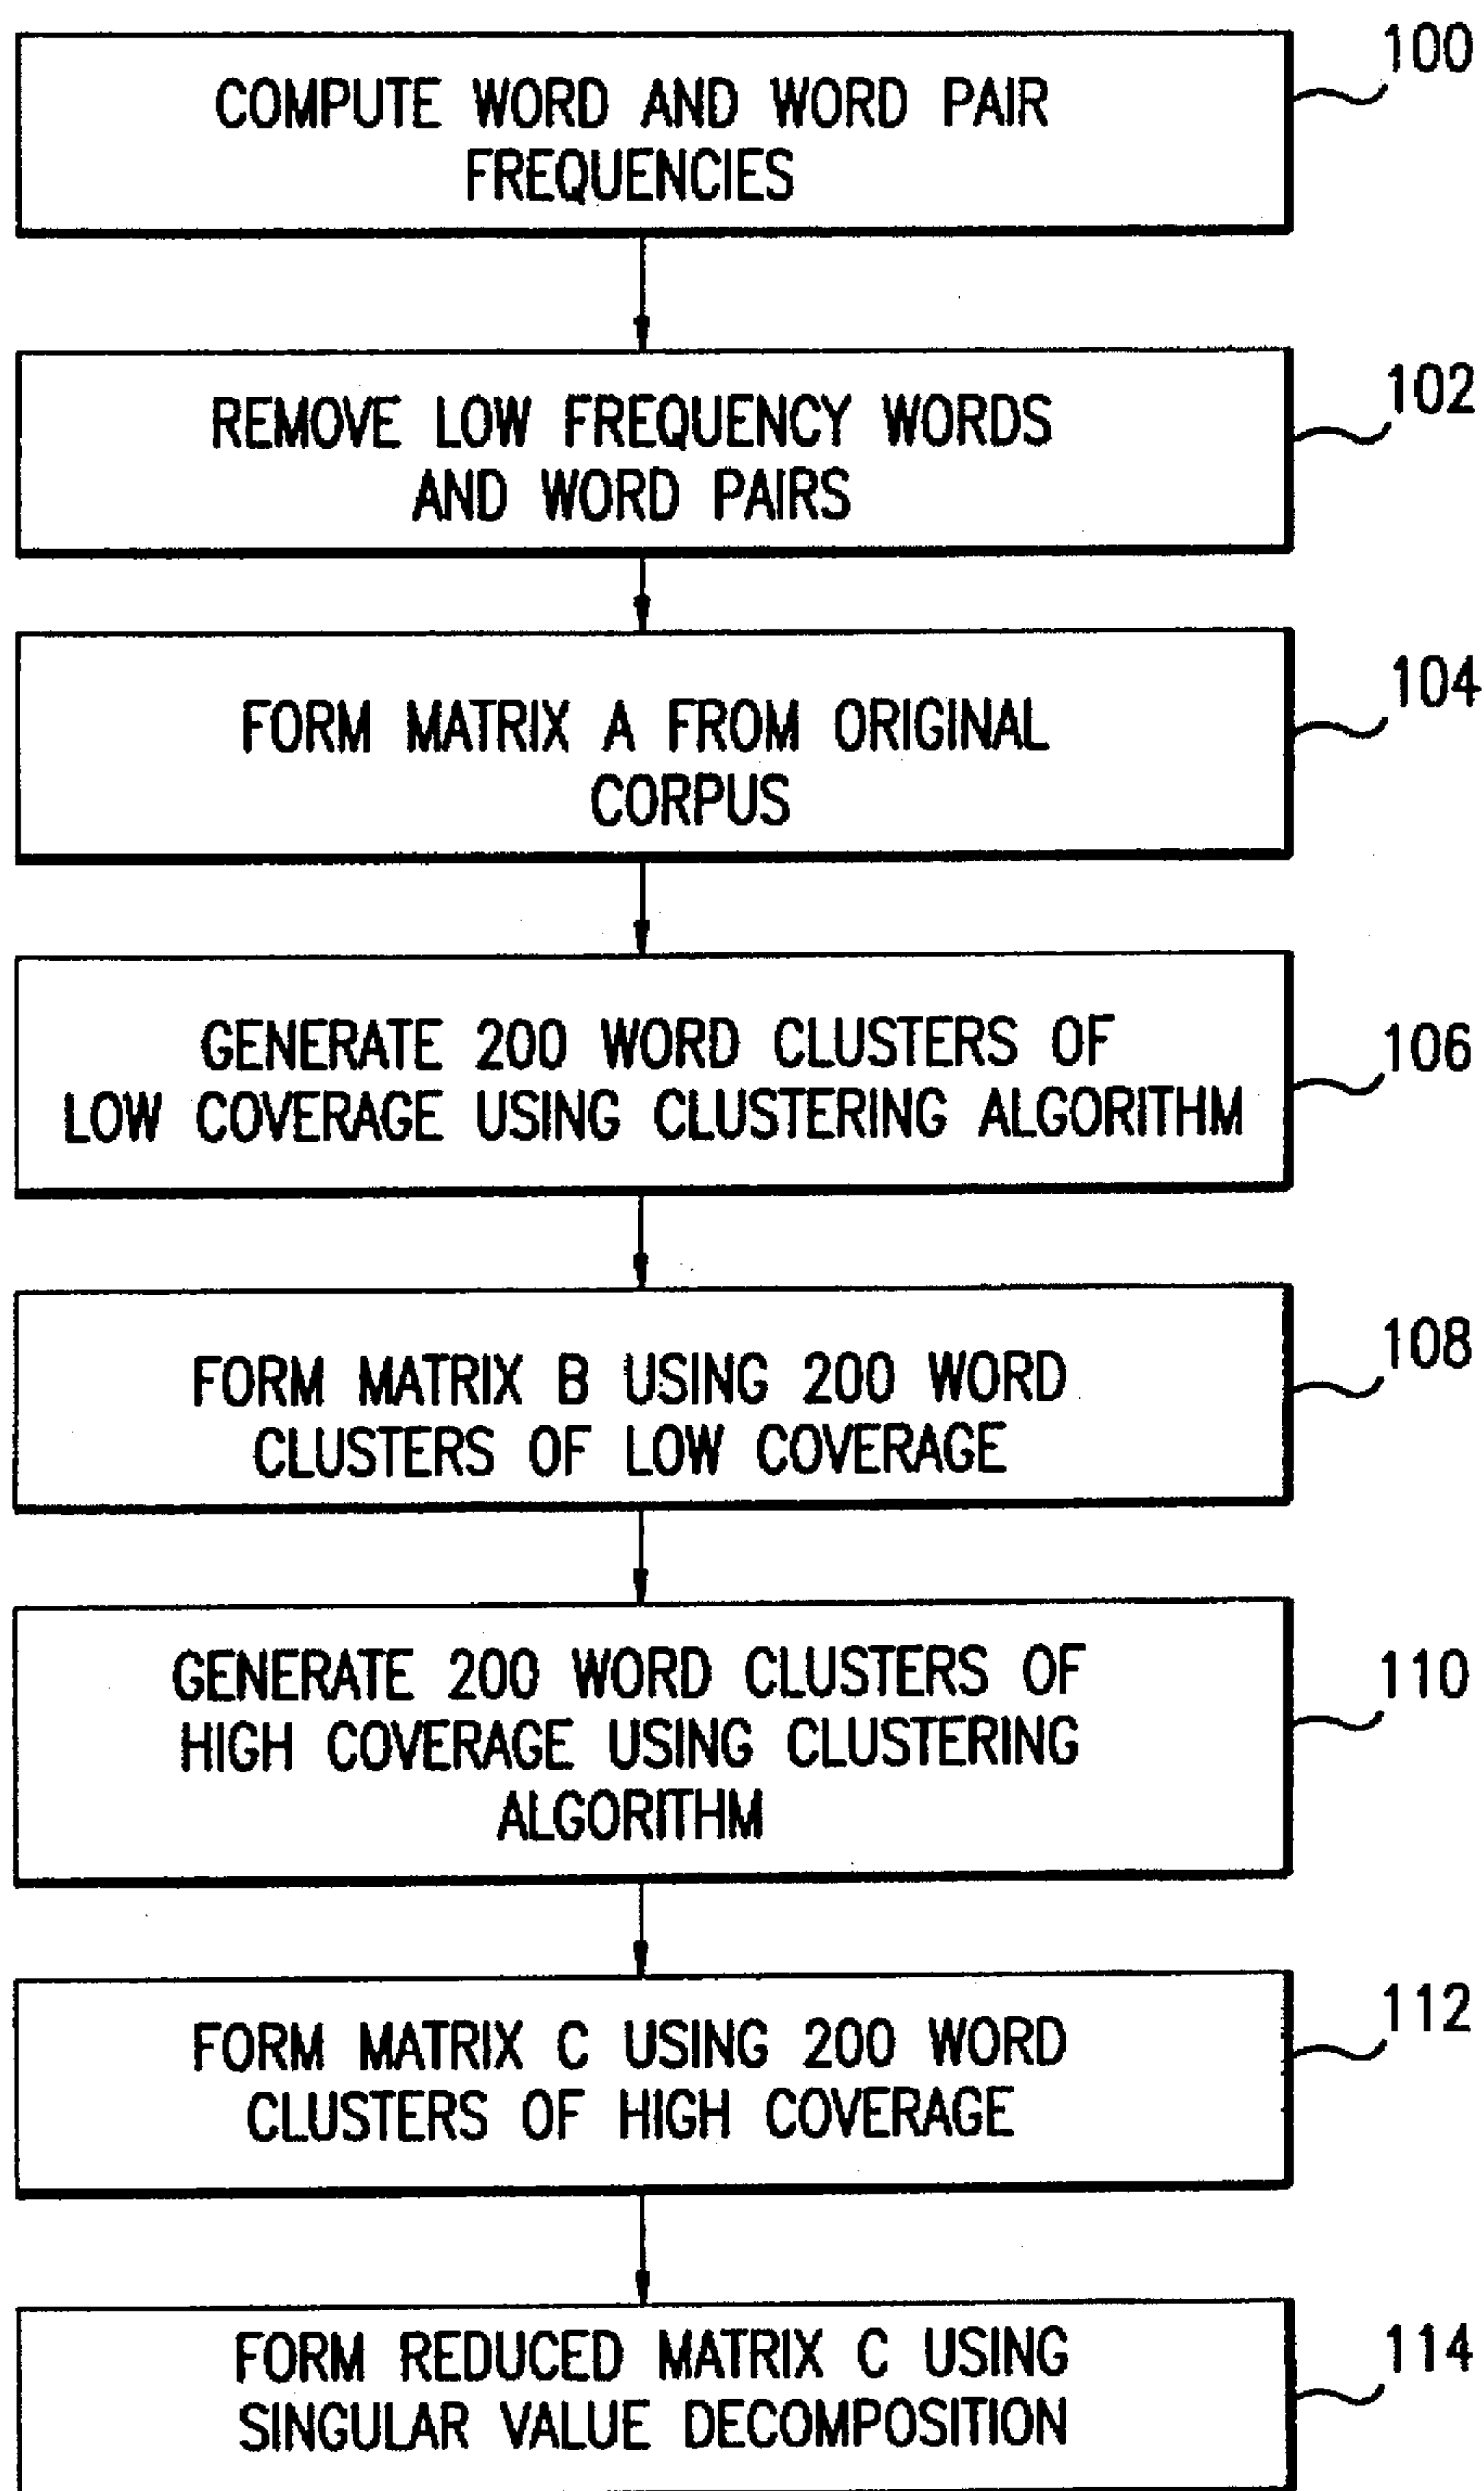 100
COMPUTE WORD AND WORD PAIR
FREQUENCIES
102
REMOVE LOW FREQUENCY WORDS
AND WORD PAIRS
104
FORM MATRIX A FROM ORIGINAL
CORPUS
106
GENERATE 200 WORD CLUSTERS OF
LOW COVERAGE USING CLUSTERING ALGORITHM
108
FORM MATRIX B USING 200 WORD
CLUSTERS OF LOW COVERAGE
110
GENERATE 200 WORD CLUSTERS OF
HIGH COVERAGE USING CLUSTERING
ALGORITHM
112
FORM MATRIX C USING 200 WORD
CLUSTERS OF HIGH COVERAGE
114
FORM REDUCED MATRIX C USING
SINGULAR VALUE DECOMPOSITION